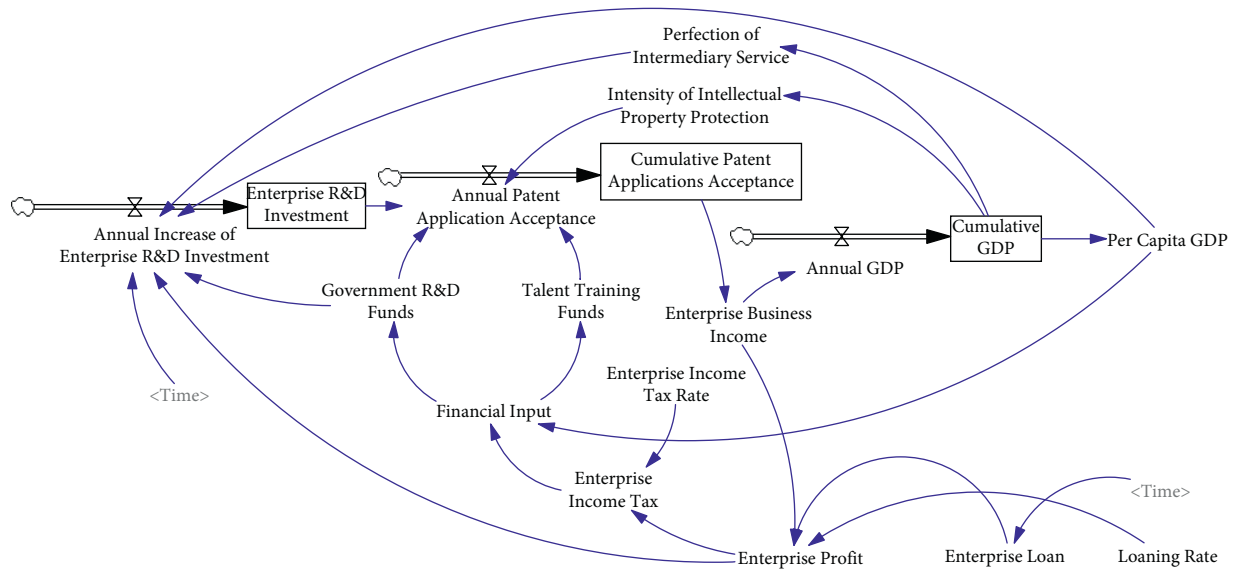 Perfection of
Intermediary Service
Intensity of Intellectual
Property Protection
Cumulative Patent
Applications Acceptance
Enterprise R&D
Investment
Annual Patent
Application Acceptance
Annual Increase of
Enterprise R&D Investment
Cumulative
GDP
Per Capita GDP
Annual GDP
Government R&D
Funds
Talent Training
Funds
Enterprise Business
Income
<Time>
Enterprise Income
Tax Rate
Financial Input
Enterprise
Income Tax
<Time>
Enterprise Profit
Enterprise Loan
Loaning Rate